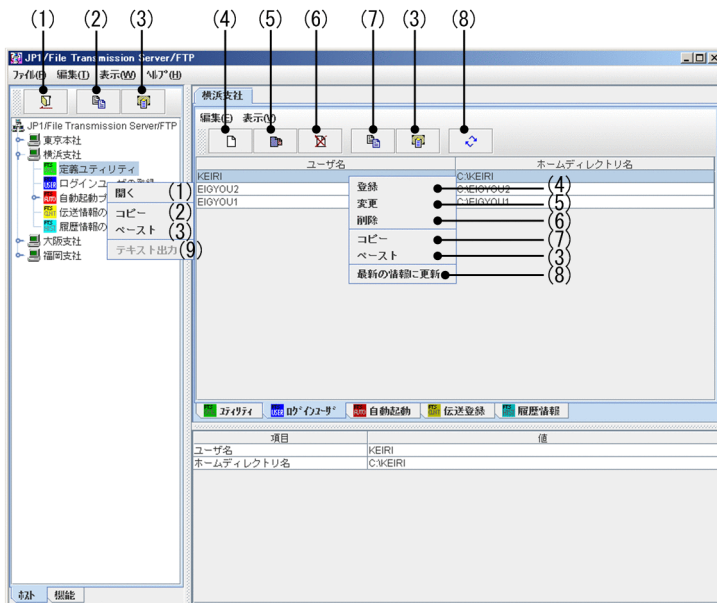 (1) (2) (3) (4) (5) (6) (7) (3) (8)
JP1/File Transmission Server/FTP
ファイル(F) 編集(I) 表示(W) ヘルプ(H)
横浜支社
編集(E) 表示(V)
JP1/File Transmission Server/FTP
東京本社
横浜支社
定義ユティリティ
ログインユーザの登録
自動起動プ
伝送情報の
履歴情報の
大阪支社
福岡支社
開く (1)
コピー (2)
ペースト (3)
テキスト出力 (9)
ユーザ名 ホームディレクトリ名
KEIRI C:\KEIRI
EIGYOU2 C:\EIGYOU2
EIGYOU1 C:\EIGYOU1
登録 (4)
変更 (5)
削除 (6)
コピー (7)
ペースト (3)
最新の情報に更新 (8)
ユティリティ ログインユーザ 自動起動 伝送登録 履歴情報
項目 値
ユーザ名 KEIRI
ホームディレクトリ名 C:\KEIRI
ホスト 機能